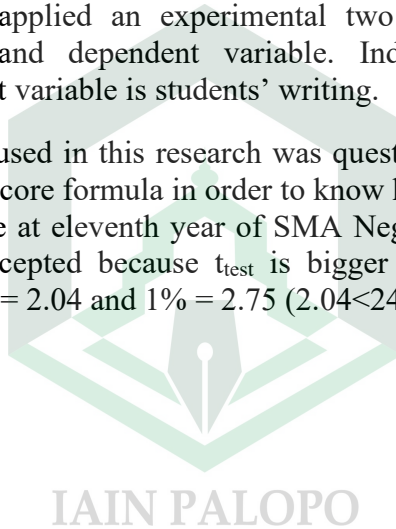 applied an experimental two
and dependent variable. Ind
t variable is students’ writing.
used in this research was quest
core formula in order to know
e at eleventh year of SMA Neg
cepted because t test is bigger
= 2.04 and 1% = 2.75 (2.04<24
IAIN PALOPO